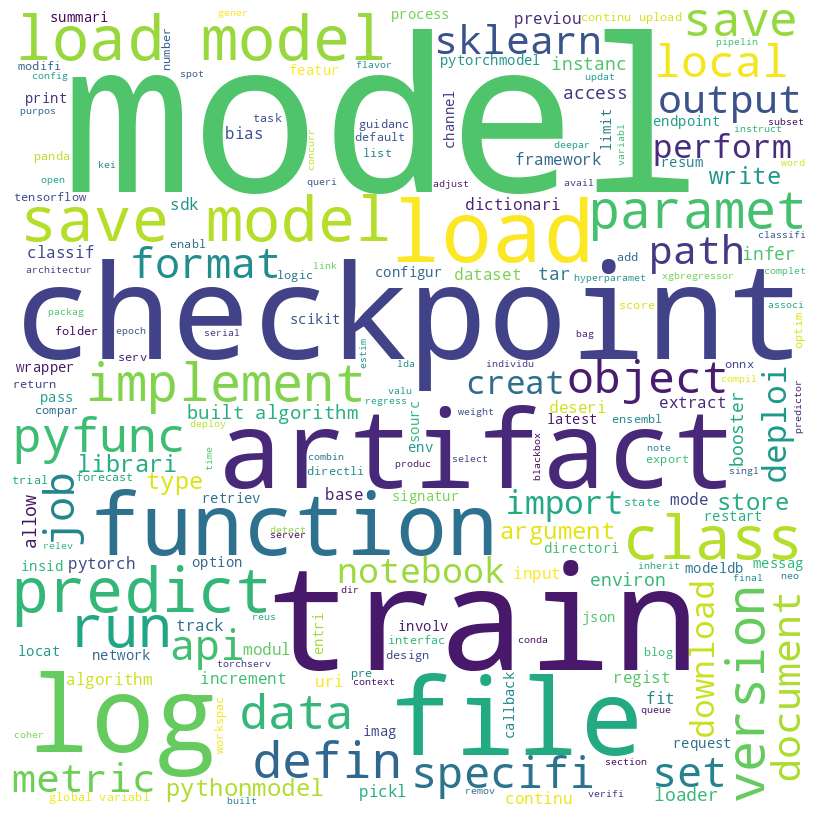 summari
gener
process
previou
continu upload
save
pipelin
load model
number
sklearn
modifi
config
spot
flavor
featur
pytorchmodel
instanc
updat
local
print
purpos
model
bias
task
guidanc
default
list
channel
access
limit
endpoint
output
instruct
subset
panda
kei
concurr
framework
deepar
variabl
resum
perform
open
tensorflow
queri
adjust
avail
write
word
save model
sdk
load
dictionari
paramet
classif
enabl
format
logic
link
configur
dataset
tar
add
path
infer
classifi
architectur
hyperparamet
xgbregressor
complet
checkpoint
packag
folder
epoch
serial
scikit
score
associ
optim
bag
wrapper
serv
return
estim
lda
individu
onnx
compil
implement
creat
object
predictor
pass
compar
built algorithm
valu
regress
weight
sourc
deseri
latest
ensembl
extract
booster
deploi
pyfunc
deploy
env
artifact
note
export
librari
time
combin
directli
produc
select
blackbox
singl
trial
forecast
type
retriev
base
signatur
job
allow
function
import
mode
state
store
restart
relev
detect
server
option
argument
class
insid
pytorch
notebook
directori
inherit
modeldb
messag
predict
input
environ
final
neo
train
dir
reus
json
run
track
involv
conda
download
version
document
locat
network
api
modul
entri
interfac
design
blog
torchserv
pre
context
algorithm
increment
uri
regist
log
workspac
data
imag
file
callback
fit
queue
coher
request
defin
section
metric
pythonmodel
specifi
set
pickl
loader
global variabl
built
remov
continu
verifi